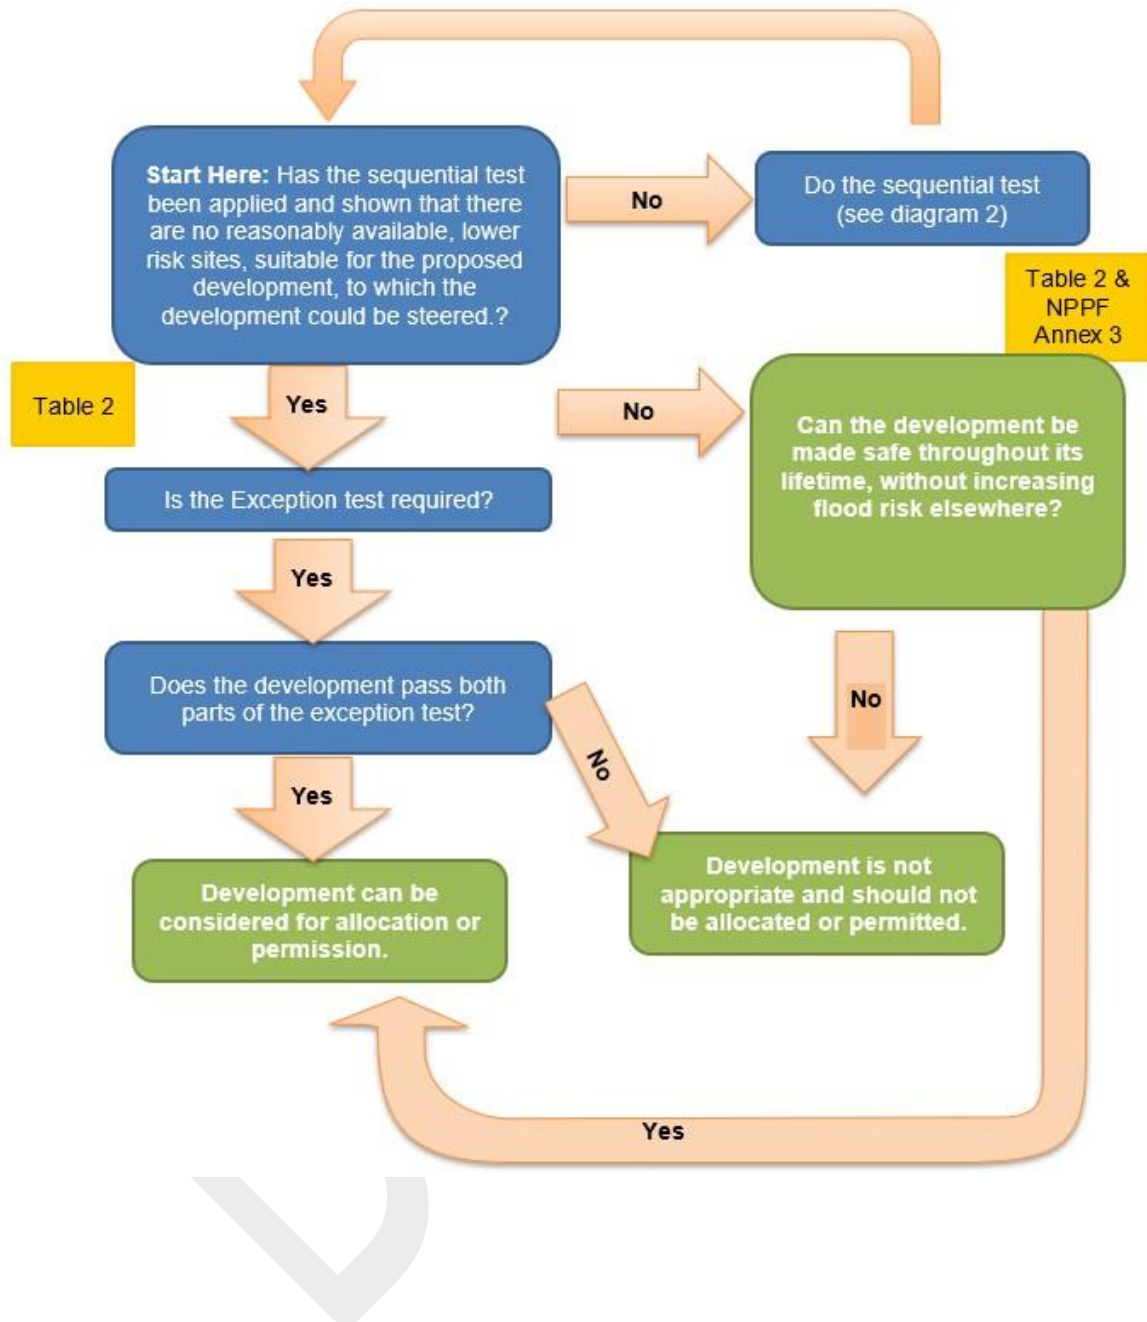 Start Here: Has the sequential test
been applied and shown that there
are no reasonably available, lower
risk sites, suitable for the proposed
development, to which the
development could be steered.?
No
Do the sequential test
(see diagram 2)
Table 2 &
NPPF
Annex 3
Table 2
Yes
No
Can the development be
made safe throughout its
lifetime, without increasing
flood risk elsewhere?
Is the Exception test required?
Yes
Does the development pass both
parts of the exception test?
No
No
Yes
Development can be
considered for allocation or
permission.
Development is not
appropriate and should not
be allocated or permitted.
Yes